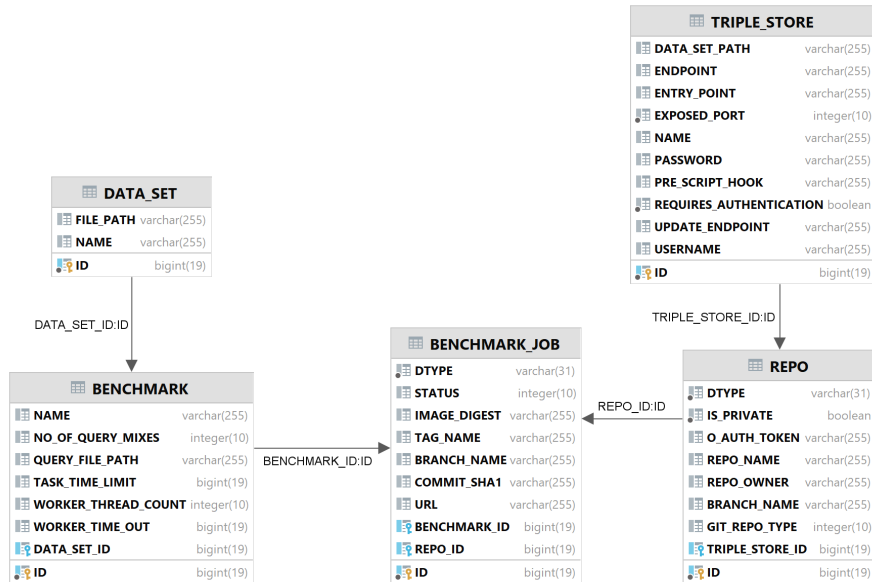 TRIPLE_STORE
DATA_SET_PATH varchar(255)
ENDPOINT varchar(255)
ENTRY_POINT varchar(255)
EXPOSED_PORT integer(10)
NAME varchar(255)
PASSWORD varchar(255)
PRE_SCRIPT_HOOK varchar(255)
REQUIRES_AUTHENTICATION boolean
UPDATE_ENDPOINT varchar(255)
USERNAME varchar(255)
ID bigint(19)
DATA_SET
FILE_PATH varchar(255)
NAME varchar(255)
ID bigint(19)
DATA_SET_ID:ID
TRIPLE_STORE_ID:ID
BENCHMARK
NAME varchar(255)
NO_OF_QUERY_MIXES integer(10)
QUERY_FILE_PATH varchar(255)
TASK_TIME_LIMIT bigint(19)
WORKER_THREAD_COUNT integer(10)
WORKER_TIME_OUT bigint(19)
DATA_SET_ID bigint(19)
ID bigint(19)
BENCHMARK_ID:ID
BENCHMARK_JOB
DTYPE varchar(31)
STATUS integer(10)
IMAGE_DIGEST varchar(255)
TAG_NAME varchar(255)
BRANCH_NAME varchar(255)
COMMIT_SHA1 varchar(255)
URL varchar(255)
BENCHMARK_ID bigint(19)
REPO_ID bigint(19)
ID bigint(19)
REPO_ID:ID
REPO
DTYPE varchar(31)
IS_PRIVATE boolean
O_AUTH_TOKEN varchar(255)
REPO_NAME varchar(255)
REPO_OWNER varchar(255)
BRANCH_NAME varchar(255)
GIT_REPO_TYPE integer(10)
TRIPLE_STORE_ID bigint(19)
ID bigint(19)